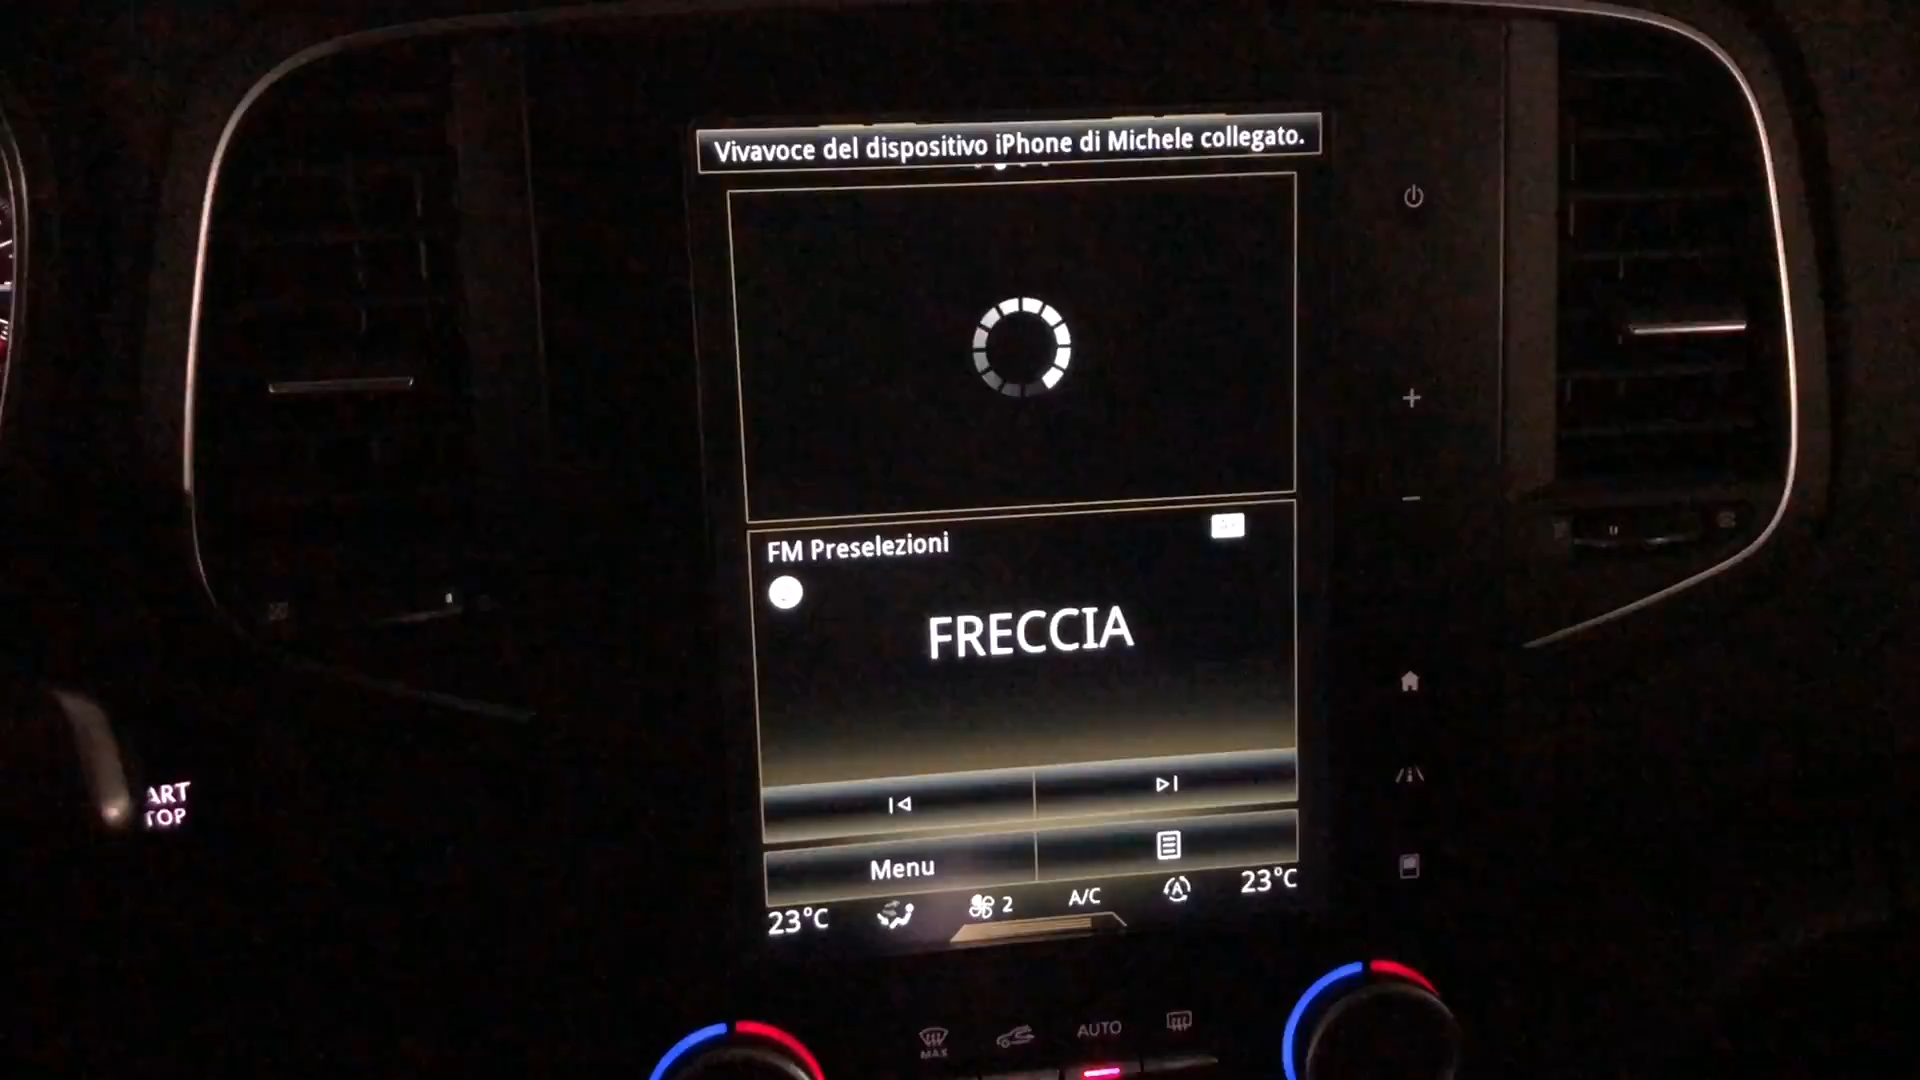 Vivavoce del dispositivo iPhone di Michele collegato.
FM Preselezioni
FRECCIA
Menu
23°C
2
A/C
A
23°C
ART
TOP
MAX
AUTO